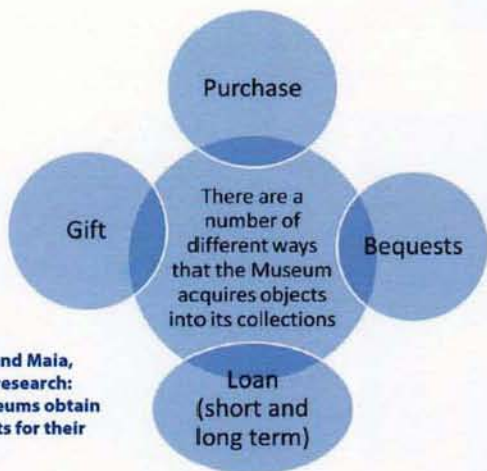 Purchase
Gift
There are a
number of
different ways
that the Museum
acquires objects
into its collections
Bequests
Loan
(short and
long term)
nd Maia,
research:
eums obtain
ts for their